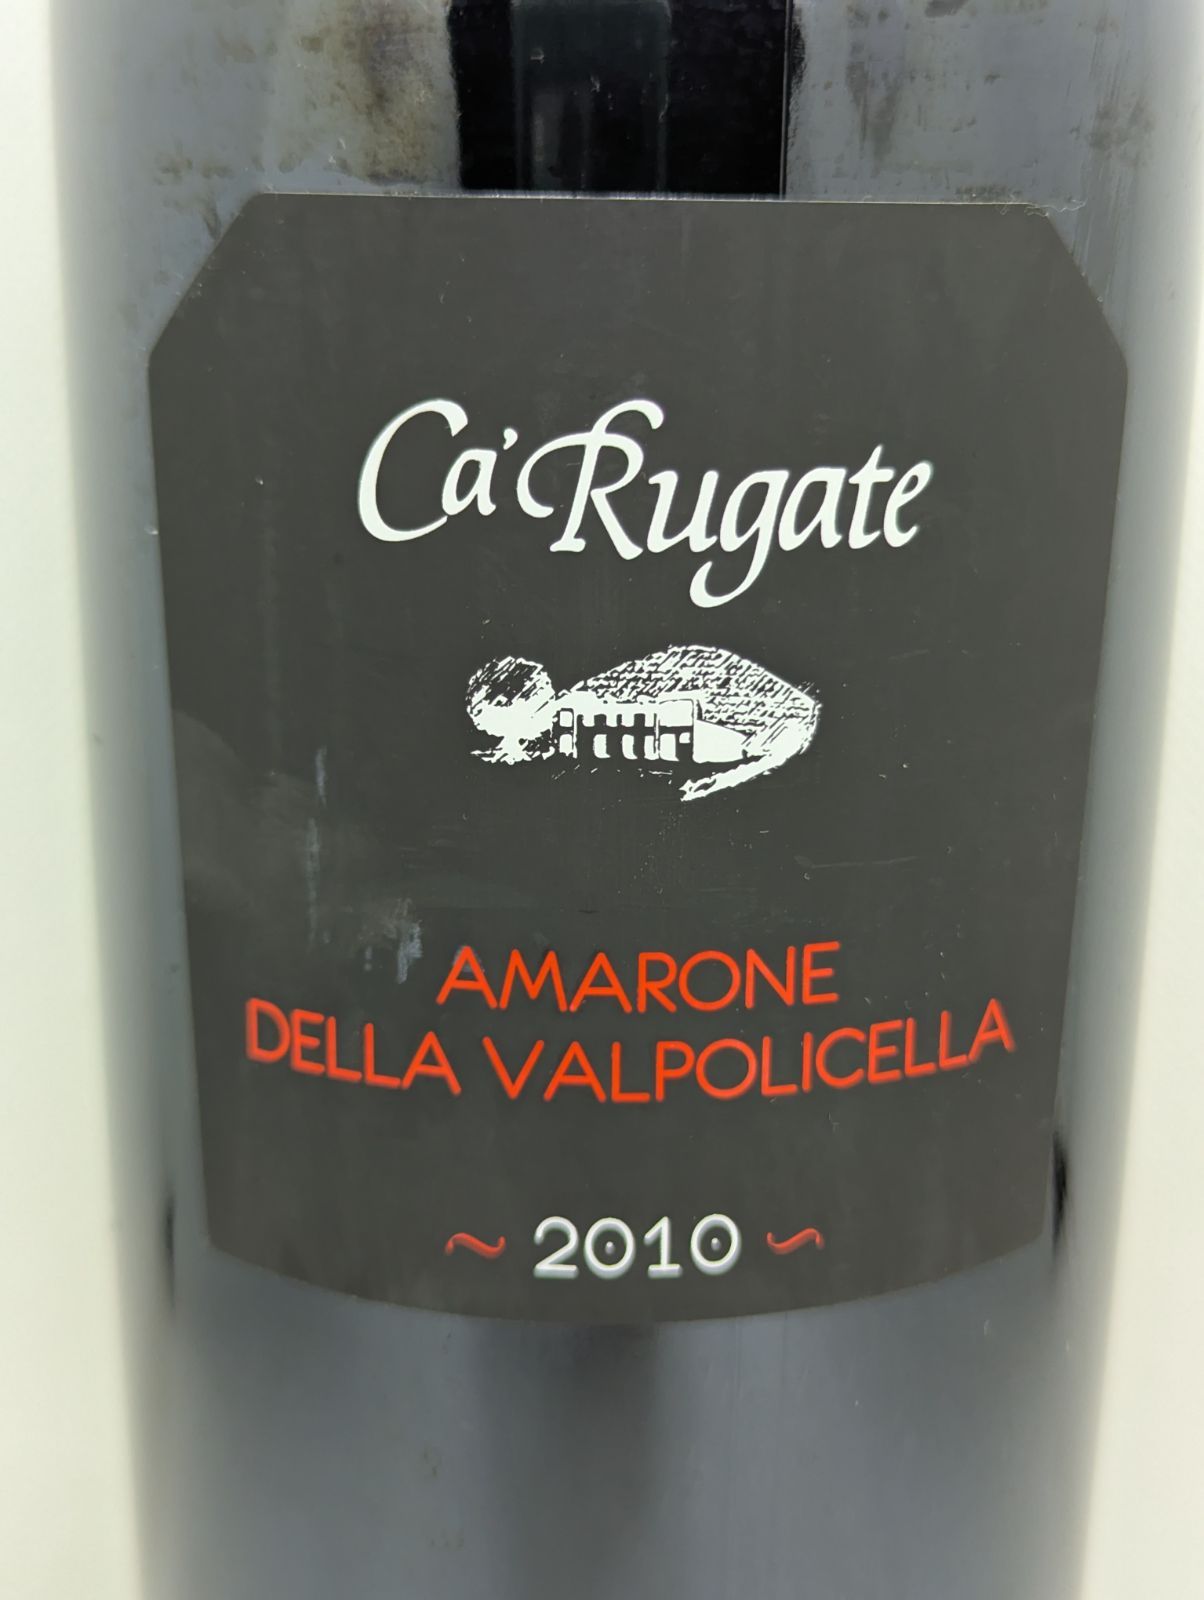 Ca' Rugate
AMARONE
DELLA VALPOLICELLA
~ 2010 ~